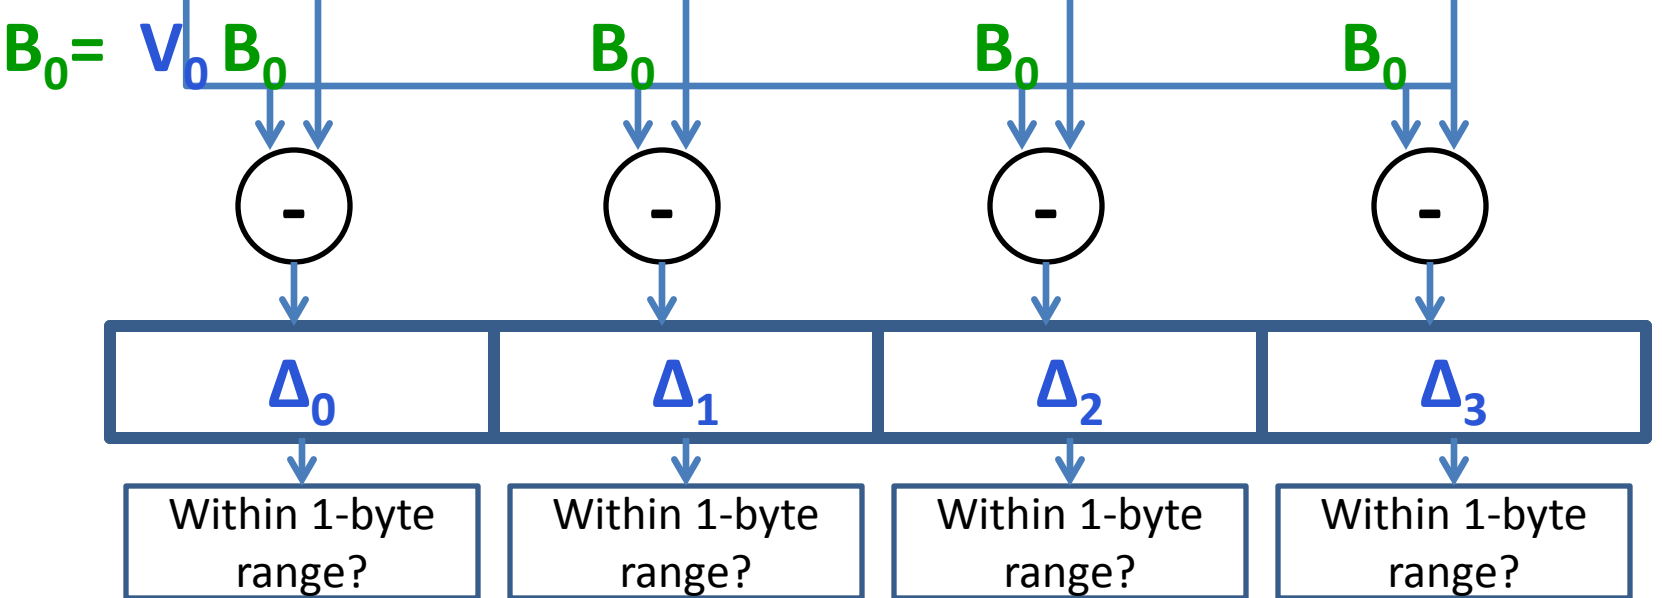 B₀= V₀ B₀ B₀ B₀ B₀
- - - -
Δ₀ Δ₁ Δ₂ Δ₃
Within 1-byte range?
Within 1-byte range?
Within 1-byte range?
Within 1-byte range?